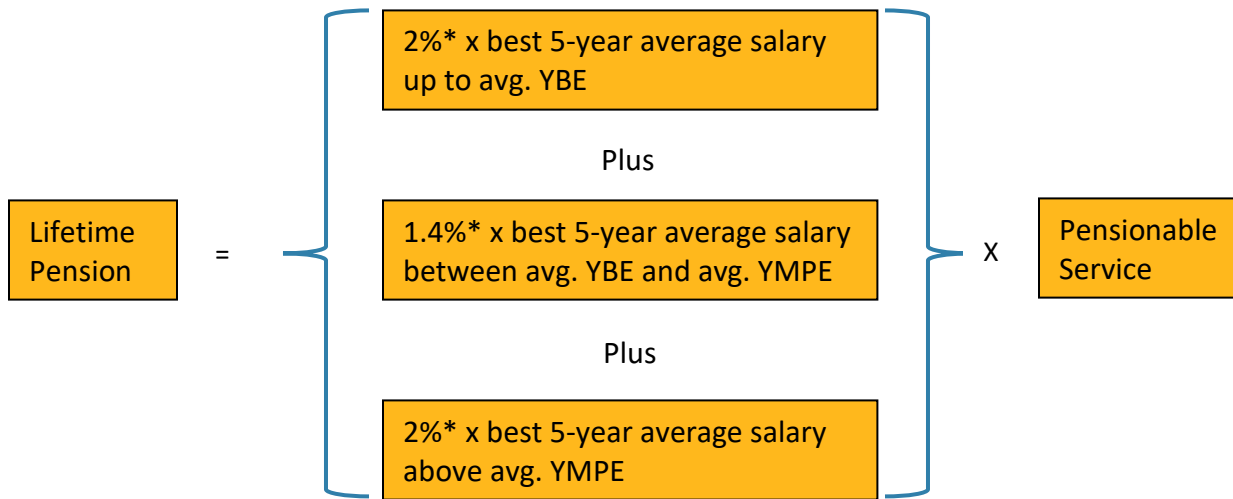 Lifetime
Pension
=
2%* x best 5-year average salary
up to avg. YBE
Plus
1.4%* x best 5-year average salary
between avg. YBE and avg. YMPE
Plus
2%* x best 5-year average salary
above avg. YMPE
X
Pensionable
Service